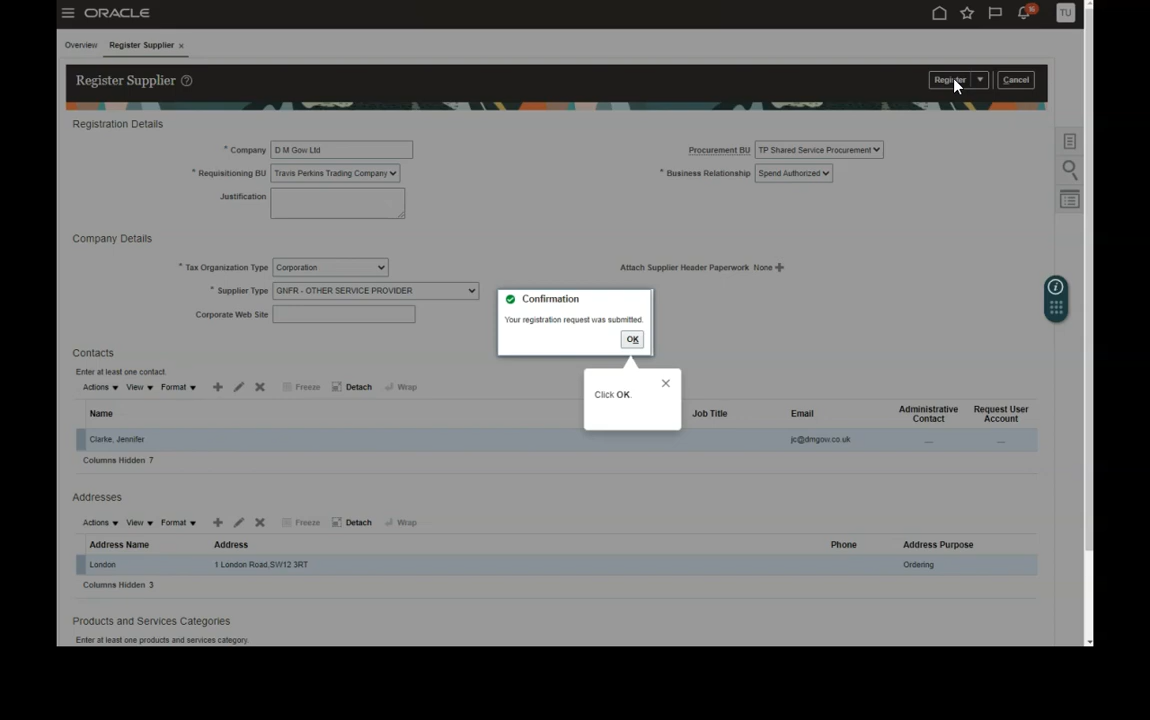 ORACLE
16
TU
Overview Register Supplier ×
Register Supplier ?
Register Cancel
Registration Details
* Company D M Gow Ltd
Procurement BU TP Shared Service Procurement
* Requisitioning BU Travis Perkins Trading Company
* Business Relationship Spend Authorized
Justification
Company Details
* Tax Organization Type Corporation
Attach Supplier Header Paperwork None
* Supplier Type GNFR - OTHER SERVICE PROVIDER
Corporate Web Site
Confirmation
Your registration request was submitted.
OK
Click OK.
Contacts
Enter at least one contact.
Actions View Format Freeze Detach Wrap
Name Job Title Email Administrative Contact Request User Account
Clarke, Jennifer jc@dmgow.co.uk
Columns Hidden 7
Addresses
Actions View Format Freeze Detach Wrap
Address Name Address Phone Address Purpose
London 1 London Road,SW12 3RT Ordering
Columns Hidden 3
Products and Services Categories
Enter at least one products and services category.